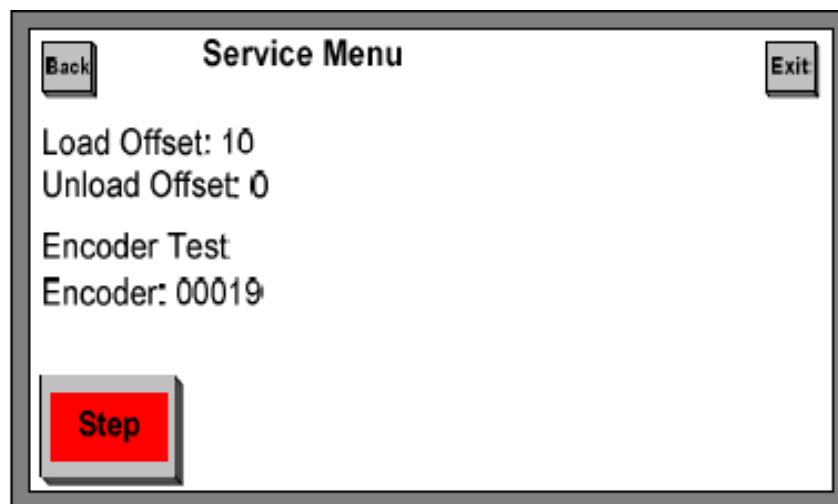 Back
Service Menu
Exit
Load Offset: 10
Unload Offset: 0
Encoder Test
Encoder: 00019
Step